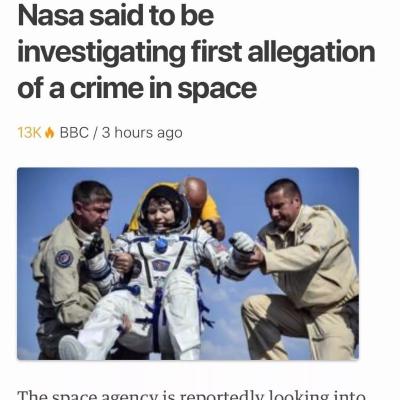 Nasa said to be
investigating first allegation
of a crime in space
13K🔥 BBC / 3 hours ago
The space agency is reportedly looking into